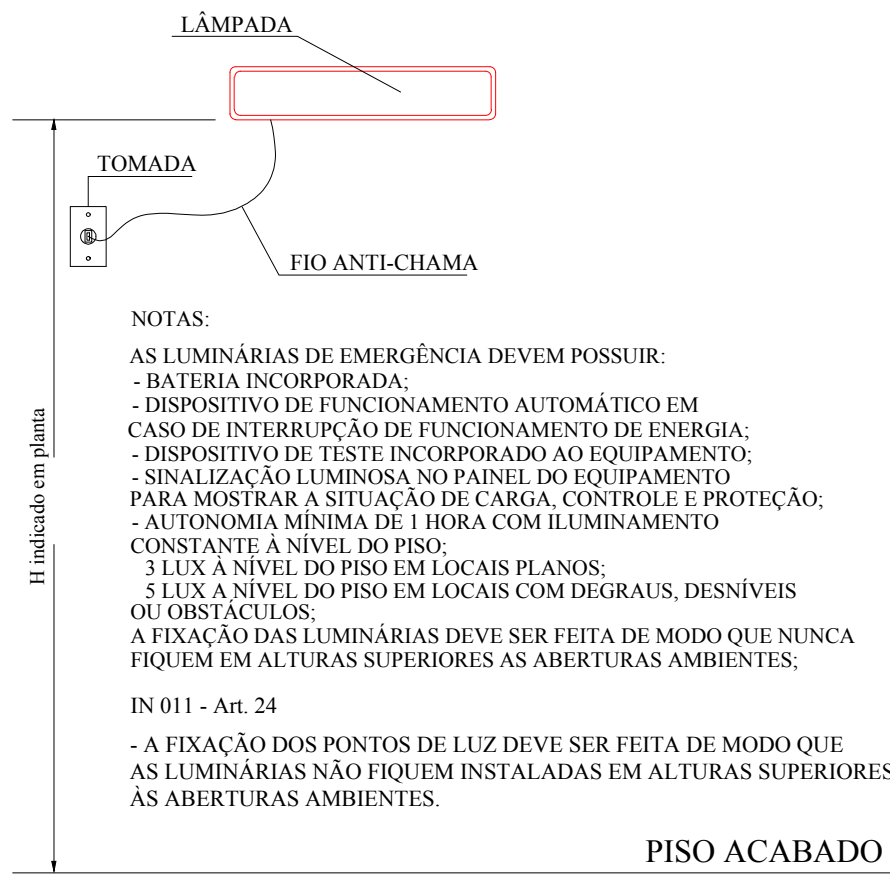 LÂMPADA
TOMADA
FIO ANTI-CHAMA
H indicado em planta
NOTAS:
AS LUMINÁRIAS DE EMERGÊNCIA DEVEM POSSUIR:
- BATERIA INCORPORADA;
- DISPOSITIVO DE FUNCIONAMENTO AUTOMÁTICO EM
CASO DE INTERRUPÇÃO DE FUNCIONAMENTO DE ENERGIA;
- DISPOSITIVO DE TESTE INCORPORADO AO EQUIPAMENTO;
- SINALIZAÇÃO LUMINOSA NO PAINEL DO EQUIPAMENTO
PARA MOSTRAR A SITUAÇÃO DE CARGA, CONTROLE E PROTEÇÃO;
- AUTONOMIA MÍNIMA DE 1 HORA COM ILUMINAMENTO
CONSTANTE À NÍVEL DO PISO;
3 LUX À NÍVEL DO PISO EM LOCAIS PLANOS;
5 LUX A NÍVEL DO PISO EM LOCAIS COM DEGRAUS, DESNÍVEIS
OU OBSTÁCULOS;
A FIXAÇÃO DAS LUMINÁRIAS DEVE SER FEITA DE MODO QUE NUNCA
FIQUEM EM ALTURAS SUPERIORES AS ABERTURAS AMBIENTES;
IN 011 - Art. 24
- A FIXAÇÃO DOS PONTOS DE LUZ DEVE SER FEITA DE MODO QUE
AS LUMINÁRIAS NÃO FIQUEM INSTALADAS EM ALTURAS SUPERIORES
ÀS ABERTURAS AMBIENTES.
PISO ACABADO